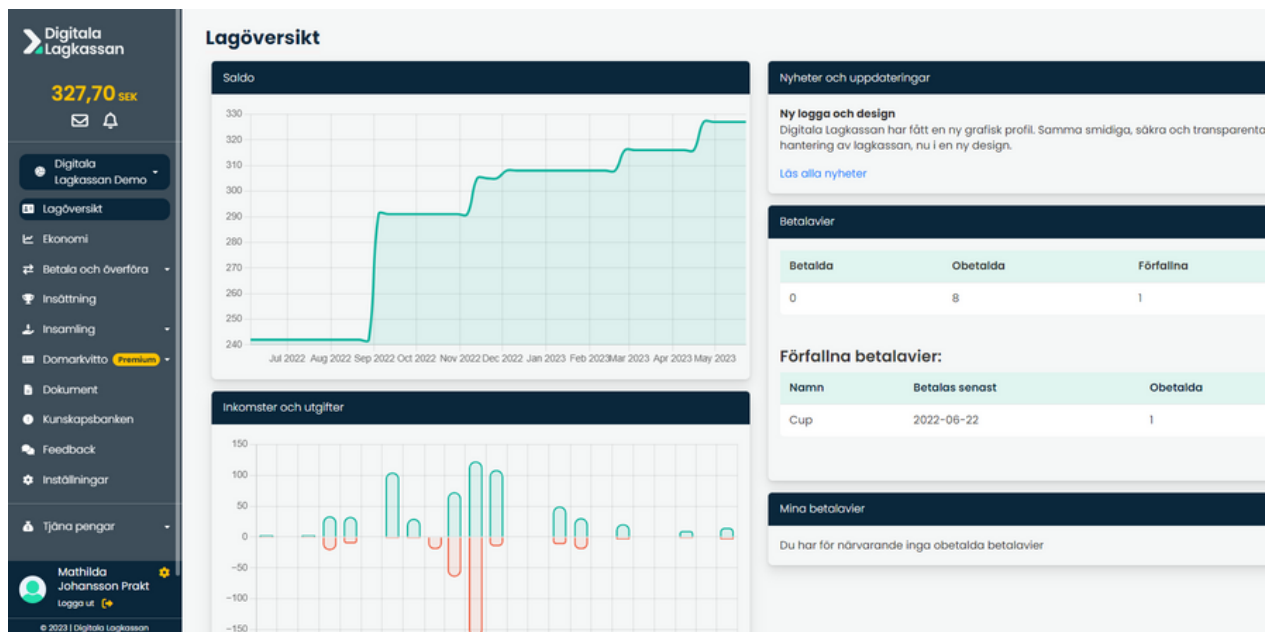 Digitala
Lagkassan
327,70 SEK
Digitala
Lagkassan Demo
Lagöversikt
Ekonomi
Betala och överföra
Insättning
Insamling
Domarkvitto Premium
Dokument
Kunskapsbanken
Feedback
Inställningar
Tjäna pengar
Mathilda
Johansson Prakt
Logga ut
© 2023 | Digitala Lagkassan
Lagöversikt
Saldo
330
320
310
300
290
280
270
260
250
240
Jul 2022 Aug 2022 Sep 2022 Oct 2022 Nov 2022 Dec 2022 Jan 2023 Feb 2023 Mar 2023 Apr 2023 May 2023
Inkomster och utgifter
150
100
50
0
−50
−100
−150
Nyheter och uppdateringar
Ny logga och design
Digitala Lagkassan har fått en ny grafisk profil. Samma smidiga, säkra och transparenta
hantering av lagkassan, nu i en ny design.
Läs alla nyheter
Betalavier
Betalda Obetalda Förfallna
0 8 1
Förfallna betalavier:
Namn Betalas senast Obetalda
Cup 2022-06-22 1
Mina betalavier
Du har för närvarande inga obetalda betalavier